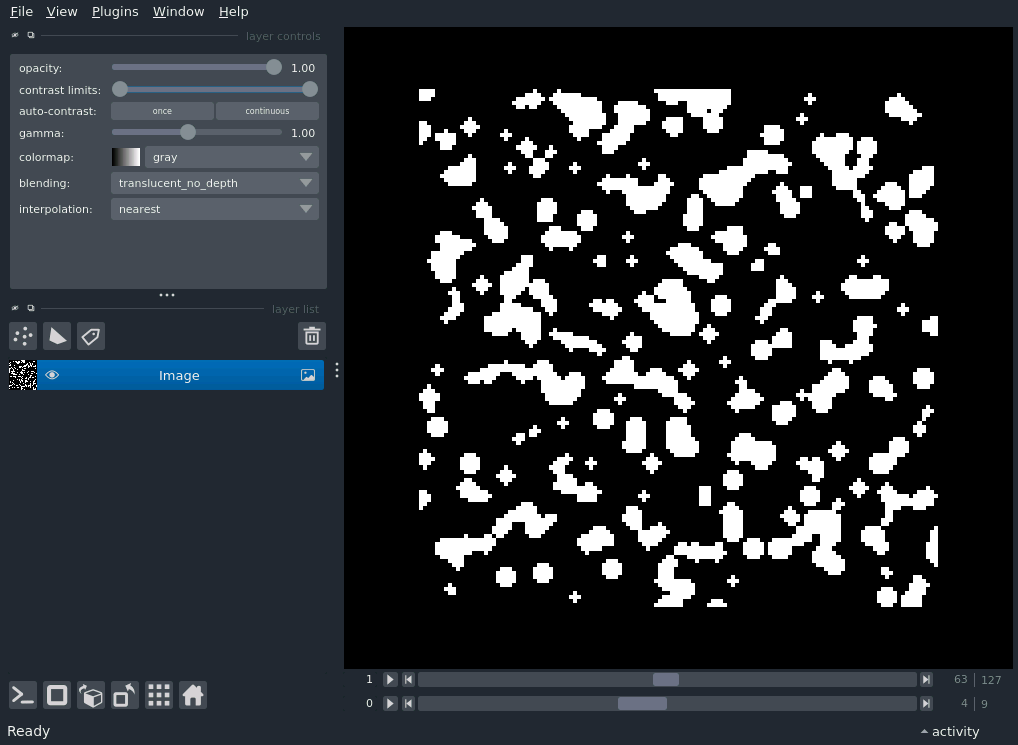 File View Plugins Window Help
layer controls
opacity: 1.00
contrast limits:
auto-contrast: once continuous
gamma: 1.00
colormap: gray
blending: translucent_no_depth
interpolation: nearest
layer list
Image
1 63 127
0 4 9
Ready activity